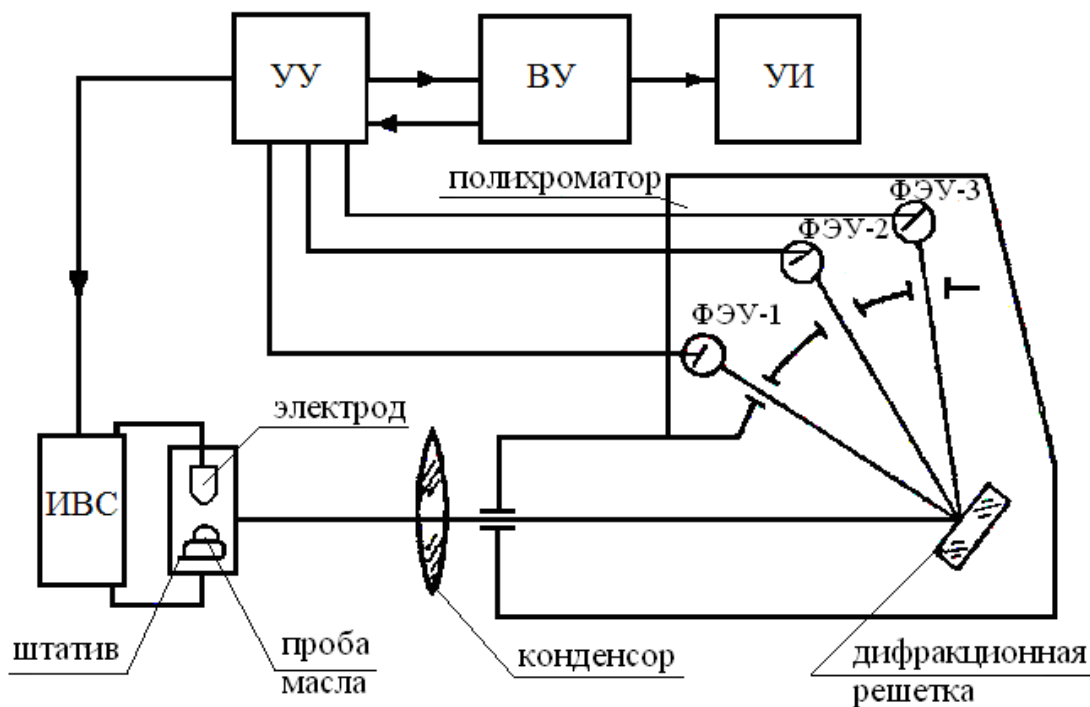 УУ
ВУ
УИ
полихроматор
ФЭУ-3
ФЭУ-2
ФЭУ-1
электрод
ИВС
штатив
проба
масла
конденсор
дифракционная
решетка